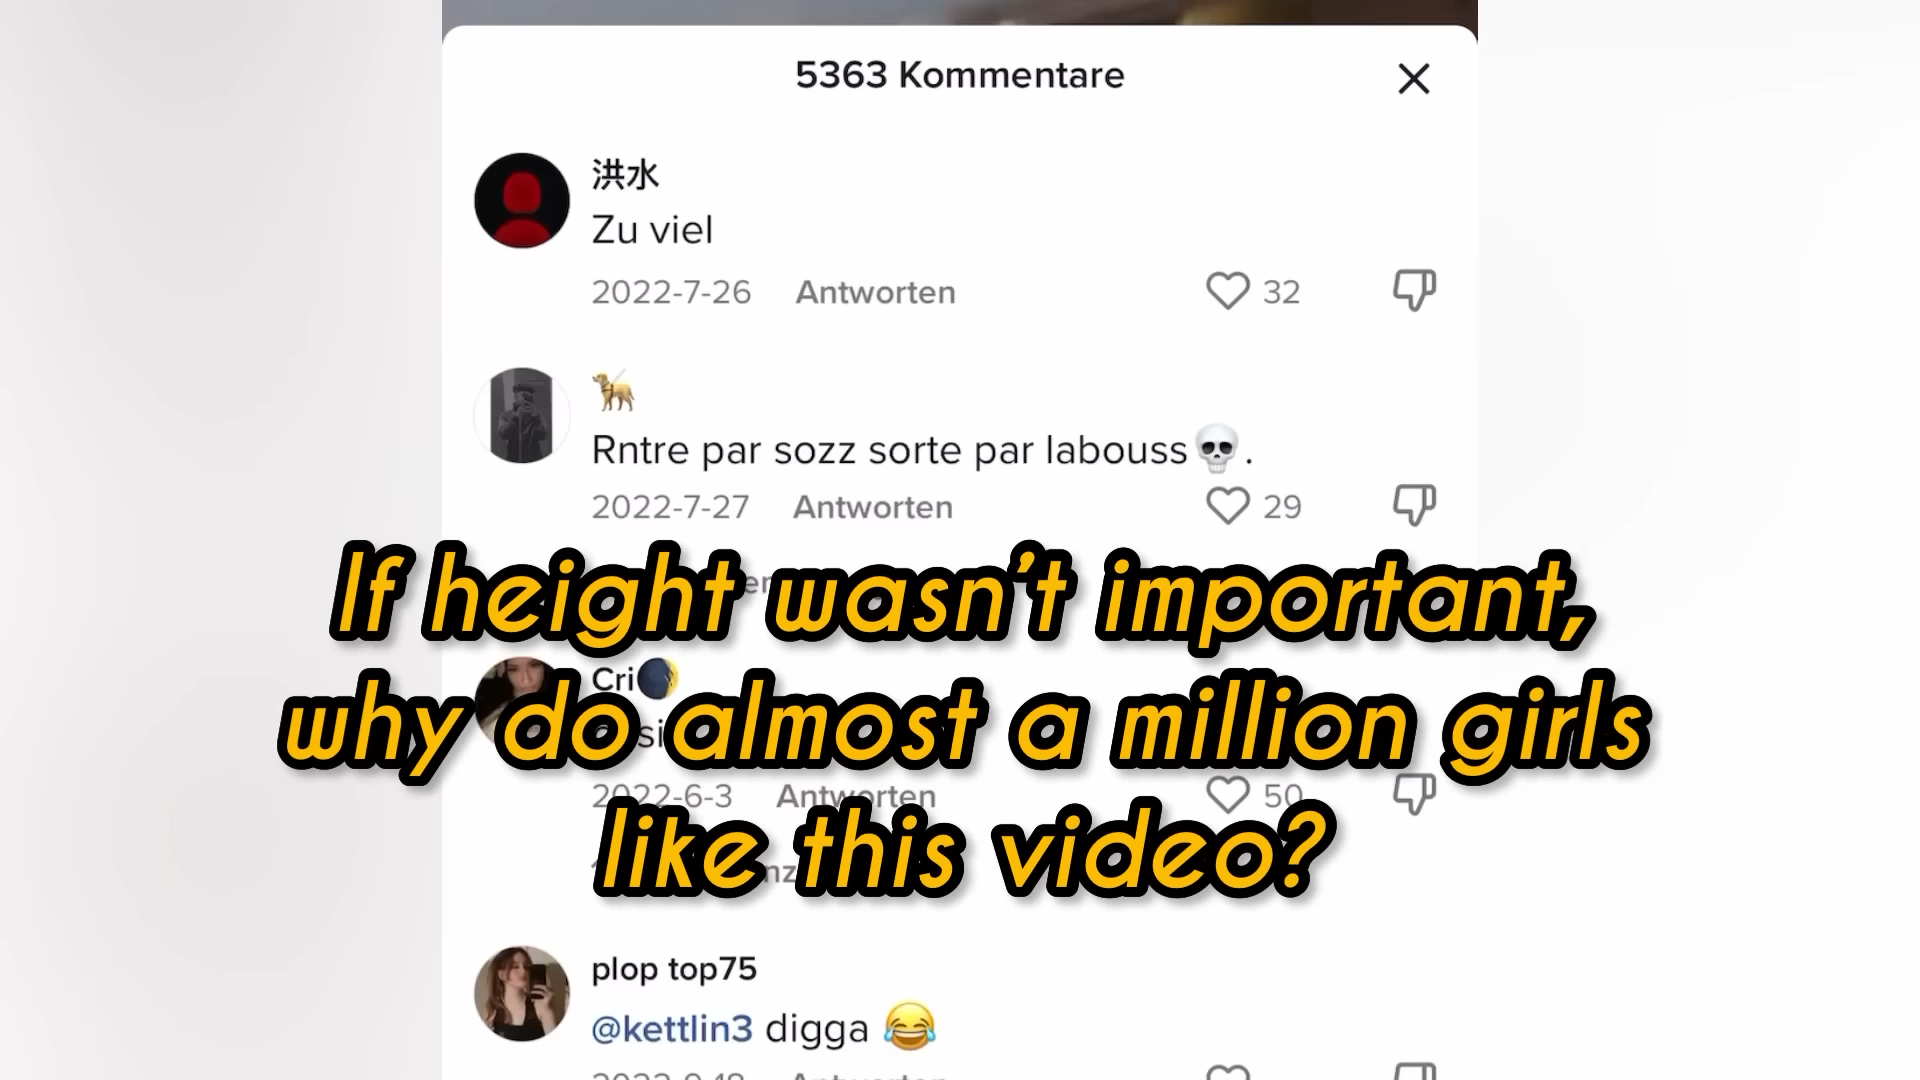 5363 Kommentare
洪水
Zu viel
2022-7-26 Antworten 32
Rntre par sozz sorte par labouss💀.
2022-7-27 Antworten 29
If height wasn't important,
Cri🌒
why do almost a million girls
2022-6-3 Antworten 50
like this video?
plop top75
@kettlin3 digga 😂